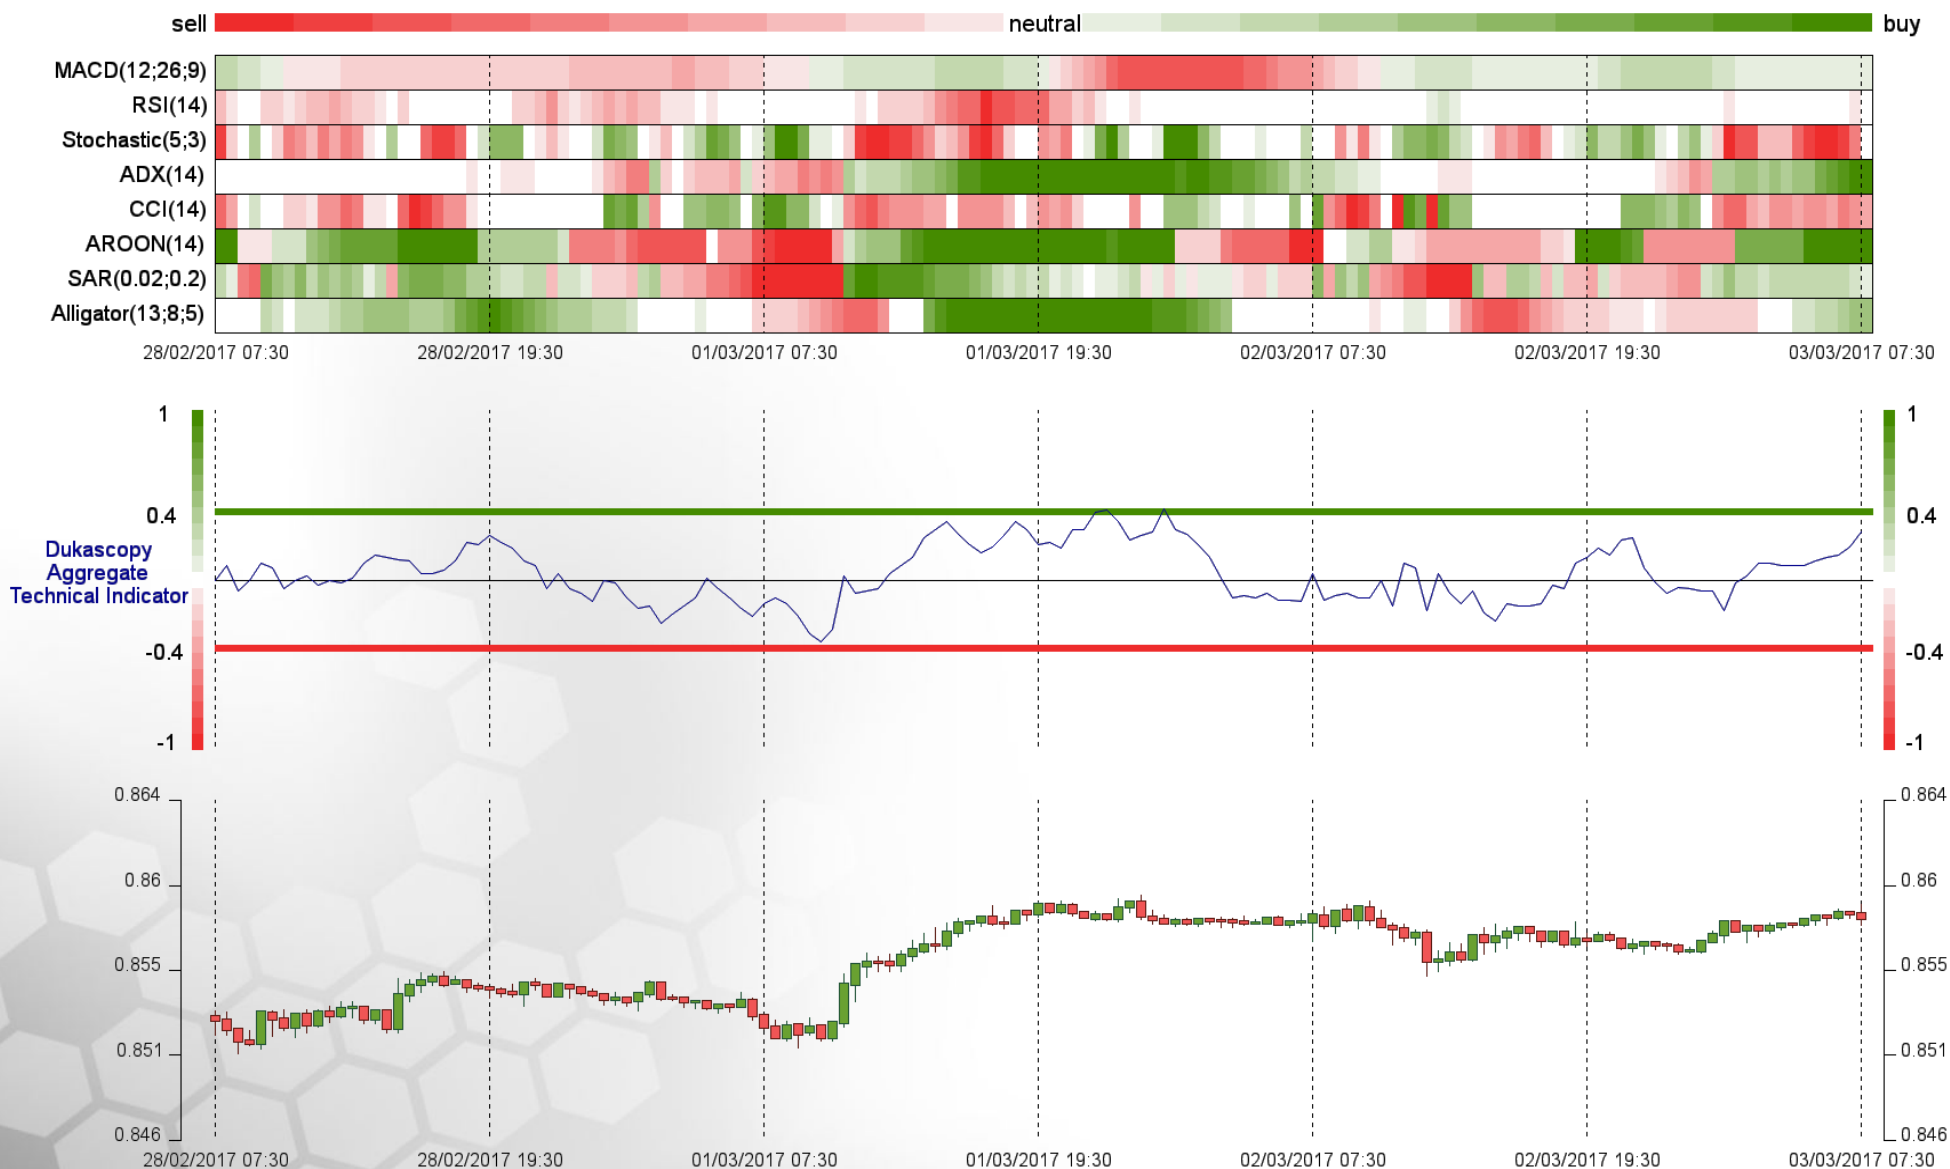 sell neutral buy
MACD(12;26;9)
RSI(14)
Stochastic(5;3)
ADX(14)
CCI(14)
AROON(14)
SAR(0.02;0.2)
Alligator(13;8;5)
28/02/2017 07:30 28/02/2017 19:30 01/03/2017 07:30 01/03/2017 19:30 02/03/2017 07:30 02/03/2017 19:30 03/03/2017 07:30
1 1
0.4 0.4
Dukascopy
Aggregate
Technical Indicator
-0.4 -0.4
-1 -1
0.864 0.864
0.86 0.86
0.855 0.855
0.851 0.851
0.846 0.846
28/02/2017 07:30 28/02/2017 19:30 01/03/2017 07:30 01/03/2017 19:30 02/03/2017 07:30 02/03/2017 19:30 03/03/2017 07:30